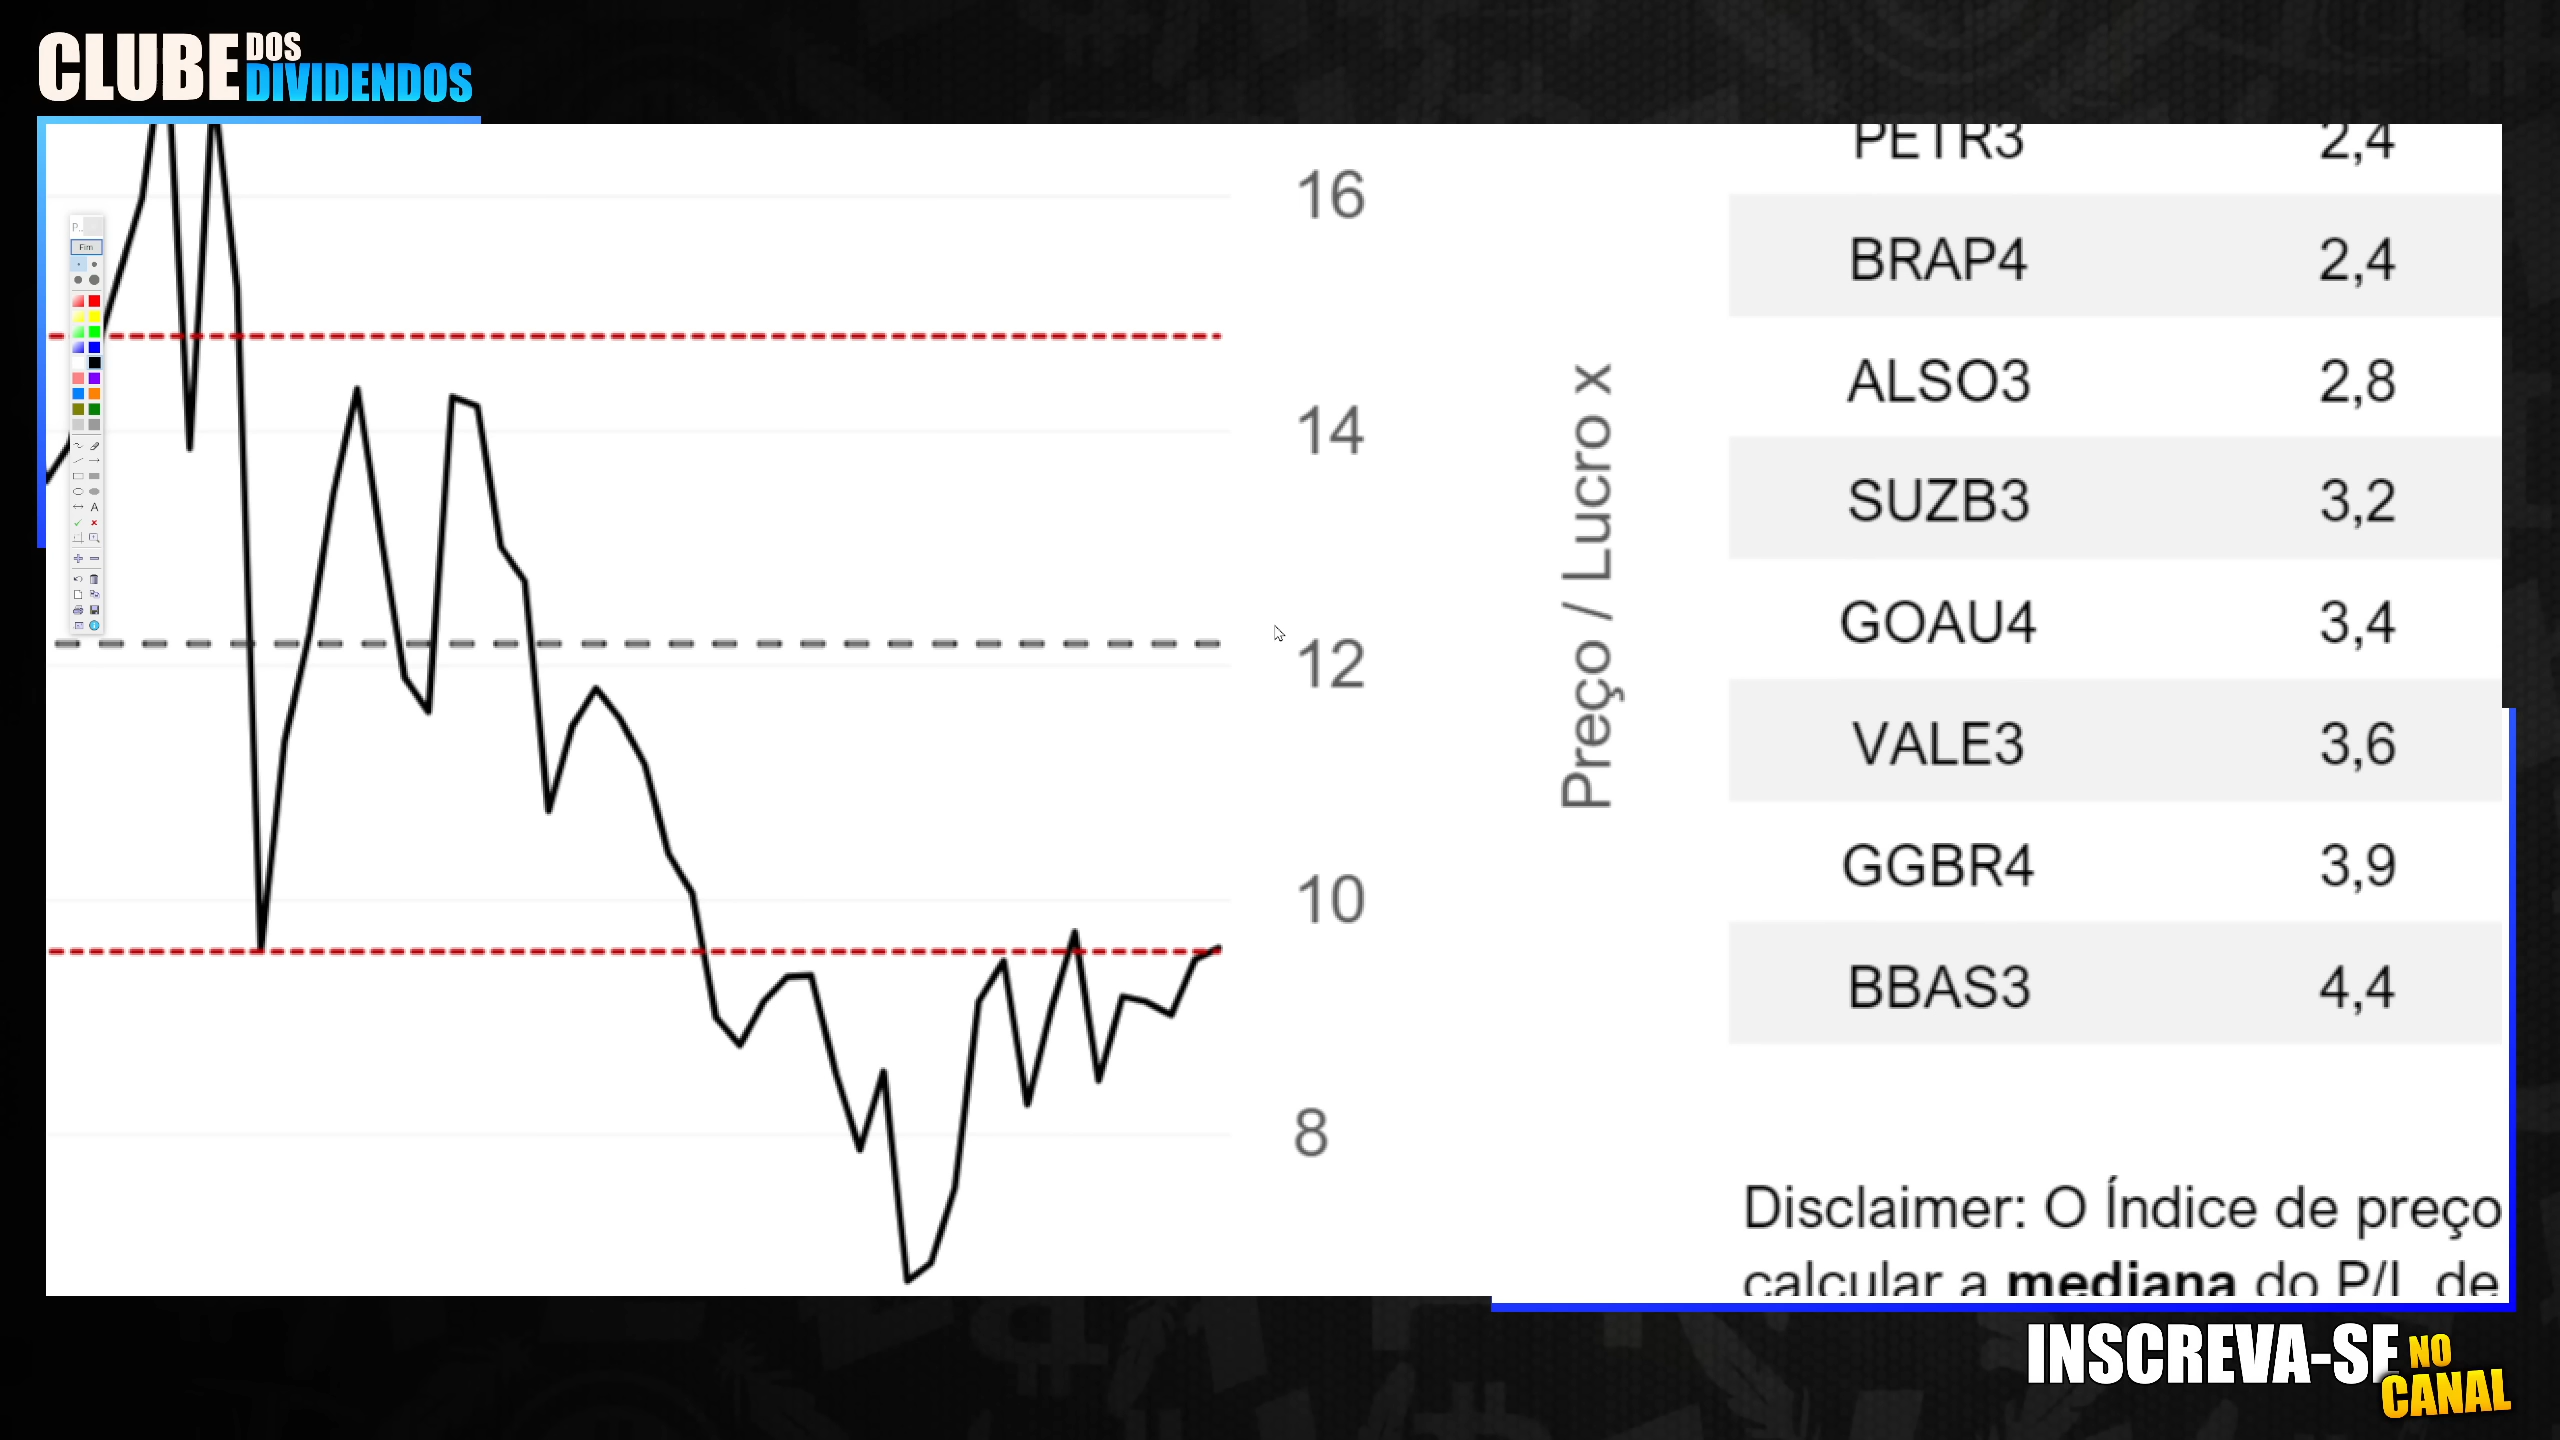 CLUBE DOS
DIVIDENDOS
P..
Fim
A
16
14
12
10
8
Preço / Lucro x
PETR3 2,4
BRAP4 2,4
ALSO3 2,8
SUZB3 3,2
GOAU4 3,4
VALE3 3,6
GGBR4 3,9
BBAS3 4,4
Disclaimer: O Índice de preço
calcular a mediana do P/L de
INSCREVA-SE NO
CANAL